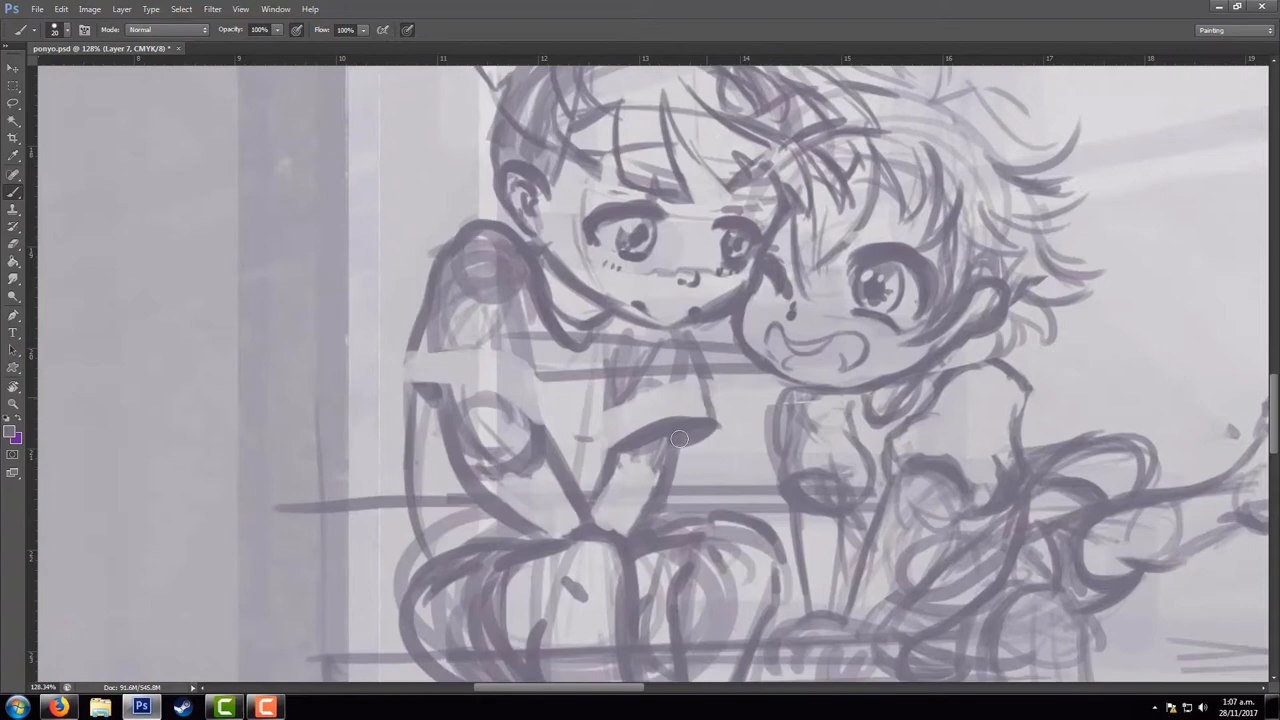 Ps File Edit Image Layer Type Select Filter View Window Help
20 Mode: Normal Opacity: 100% Flow: 100% Painting
ponyo.psd @ 128% (Layer 7, CMYK/8) * ×
8 9 10 11 12 13 14 15 16 17 18 19
128.34% Doc: 91.6M/545.8M
1:07 a.m.
28/11/2017